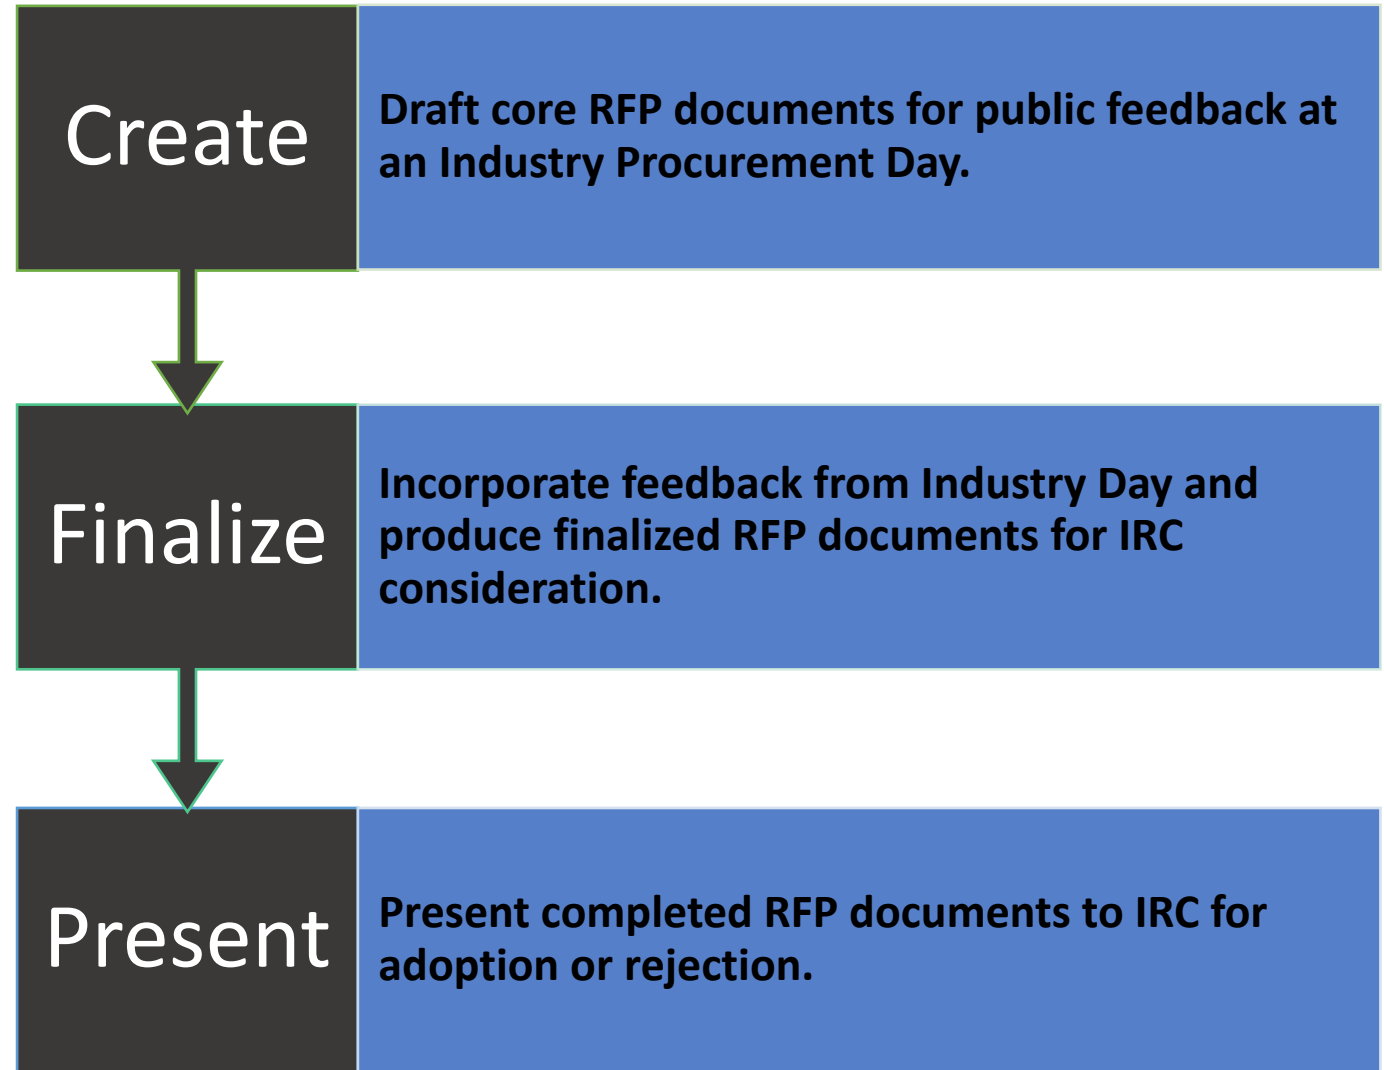 Create
Draft core RFP documents for public feedback at
an Industry Procurement Day.
Finalize
Incorporate feedback from Industry Day and
produce finalized RFP documents for IRC
consideration.
Present
Present completed RFP documents to IRC for
adoption or rejection.